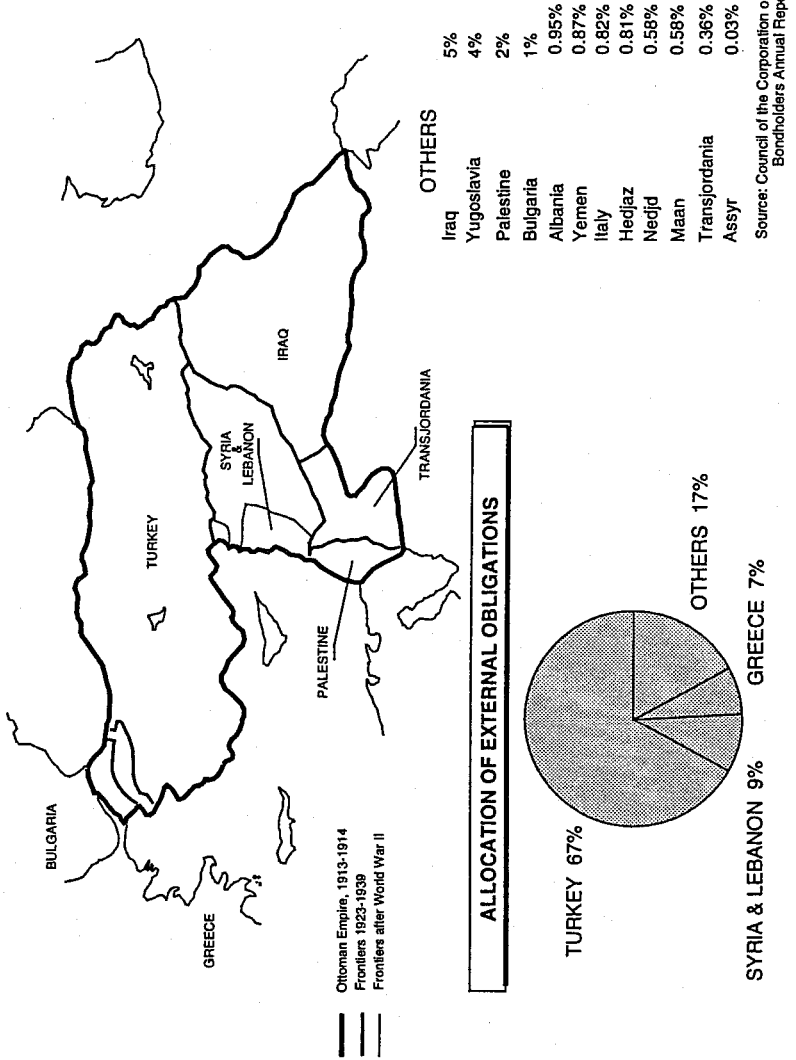 BULGARIA
GREECE
TURKEY
SYRIA
&
LEBANON
IRAQ
PALESTINE
TRANSJORDANIA
Ottoman Empire, 1913-1914
Frontiers 1923-1939
Frontiers after World War II
ALLOCATION OF EXTERNAL OBLIGATIONS
TURKEY 67%
OTHERS 17%
GREECE 7%
SYRIA & LEBANON 9%
OTHERS
Iraq 5%
Yugoslavia 4%
Palestine 2%
Bulgaria 1%
Albania 0.95%
Yemen 0.87%
Italy 0.82%
Hedjaz 0.81%
Nedjd 0.58%
Maan 0.58%
Transjordania 0.36%
Assyr 0.03%
Source: Council of the Corporation o
Bondholders Annual Repo